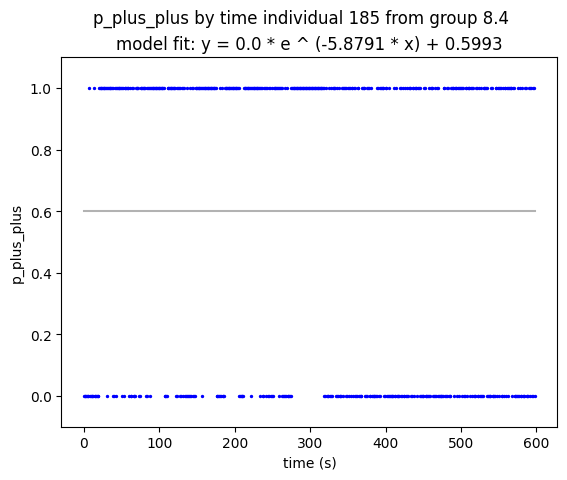 p_plus_plus by time individual 185 from group 8.4
model fit: y = 0.0 * e ^ (-5.8791 * x) + 0.5993
1.0
0.8
0.6
0.4
0.2
0.0
p_plus_plus
0 100 200 300 400 500 600
time (s)